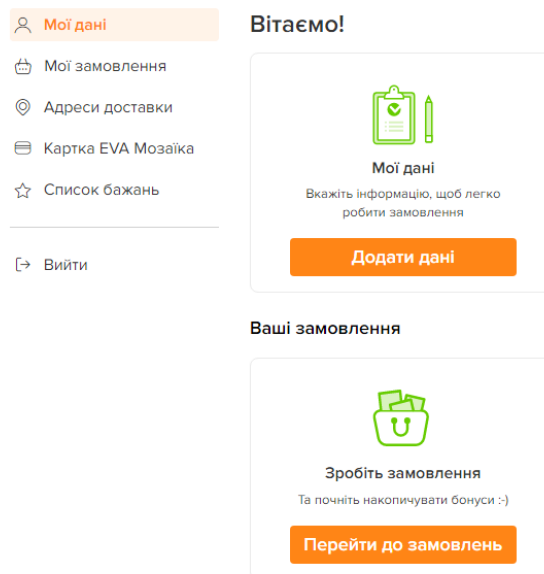 Мої дані
Мої замовлення
Адреси доставки
Картка EVA Мозаїка
Список бажань
Вийти
Вітаємо!
Мої дані
Вкажіть інформацію, щоб легко
робити замовлення
Додати дані
Ваші замовлення
Зробіть замовлення
Та почніть накопичувати бонуси :-)
Перейти до замовлень